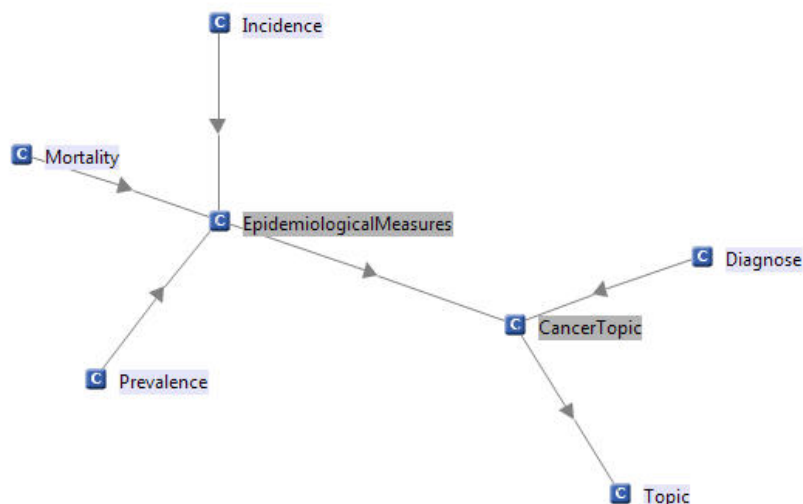 C Incidence
C Mortality
C EpidemiologicalMeasures
C Diagnose
C CancerTopic
C Prevalence
C Topic